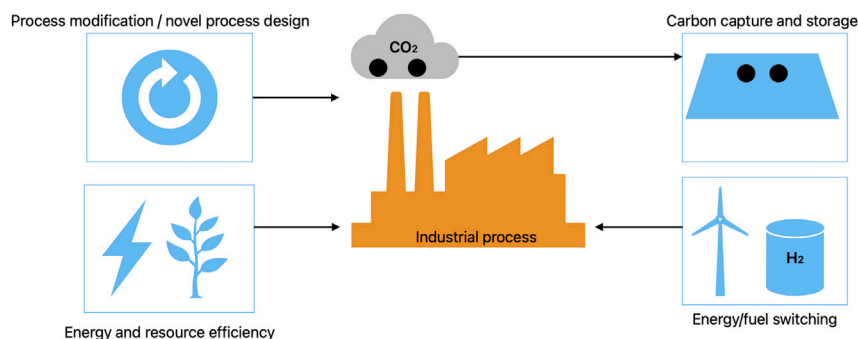 Process modification / novel process design
CO₂
Carbon capture and storage
Industrial process
H₂
Energy and resource efficiency
Energy/fuel switching